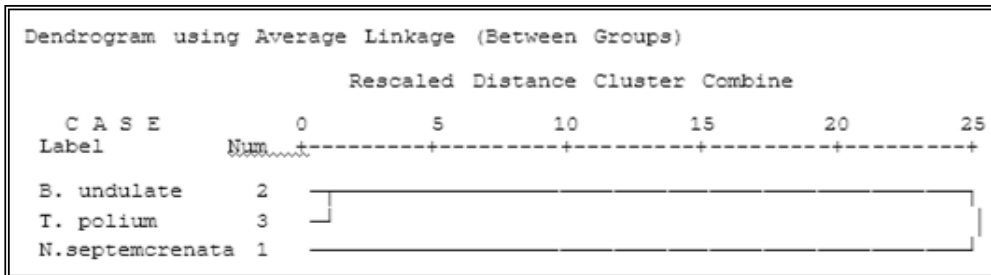 Dendrogram using Average Linkage (Between Groups)
Rescaled Distance Cluster Combine
C A S E 0 5 10 15 20 25
Label Num +---------+---------+---------+---------+---------+
B. undulate 2
T. polium 3
N.septemcrenata 1